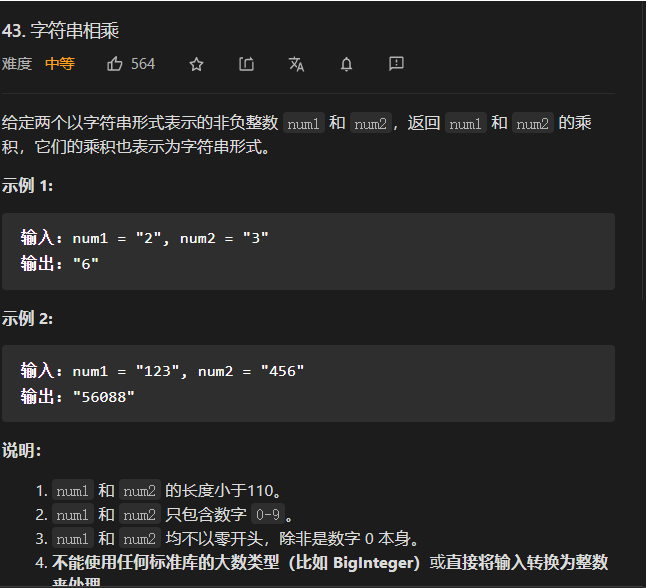 43. 字符串相乘
难度 中等 564
给定两个以字符串形式表示的非负整数 num1 和 num2，返回 num1 和 num2 的乘
积，它们的乘积也表示为字符串形式。
示例 1:
输入: num1 = "2", num2 = "3"
输出: "6"
示例 2:
输入: num1 = "123", num2 = "456"
输出: "56088"
说明：
1. num1 和 num2 的长度小于110。
2. num1 和 num2 只包含数字 0-9。
3. num1 和 num2 均不以零开头，除非是数字 0 本身。
4. 不能使用任何标准库的大数类型（比如 BigInteger）或直接将输入转换为整数
来处理